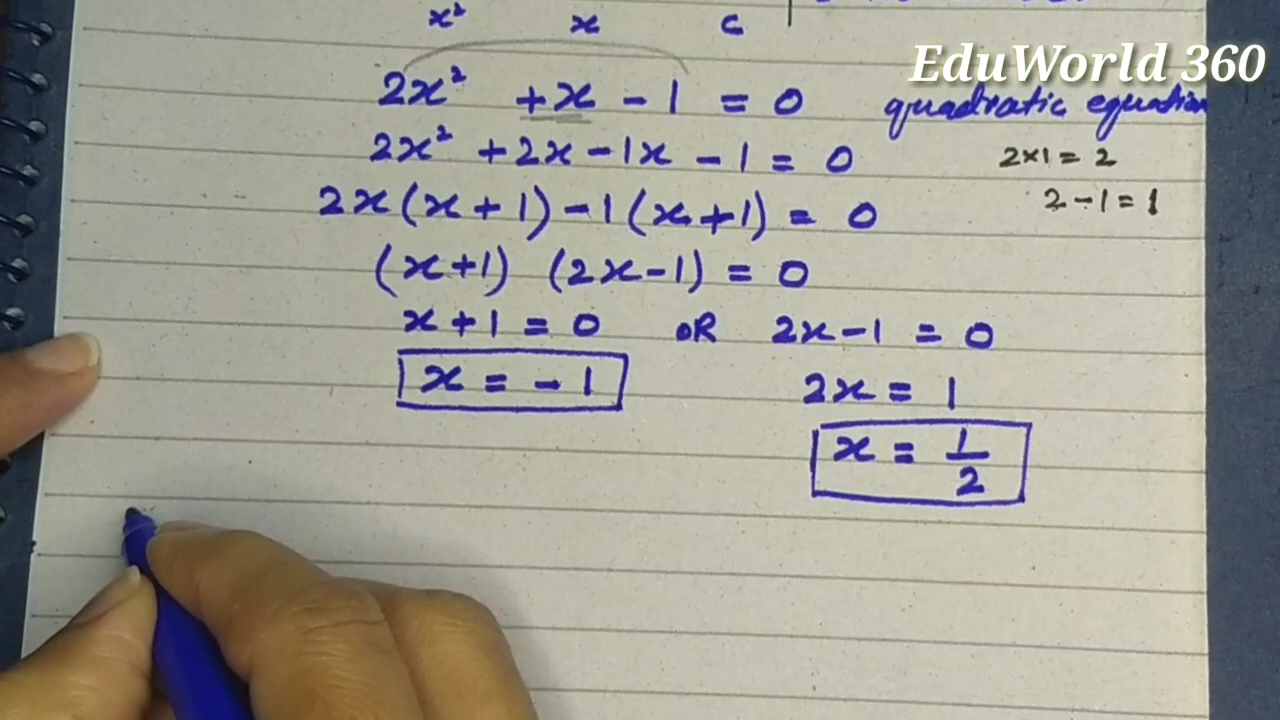 x² x c
EduWorld 360
2x² + x - 1 = 0 quadratic equation
2x² + 2x - 1x - 1 = 0 2×1 = 2
2x (x + 1) - 1 (x + 1) = 0 2 - 1 = 1
(x+1) (2x-1) = 0
x + 1 = 0 OR 2x - 1 = 0
x = - 1 2x = 1
x = 1/2